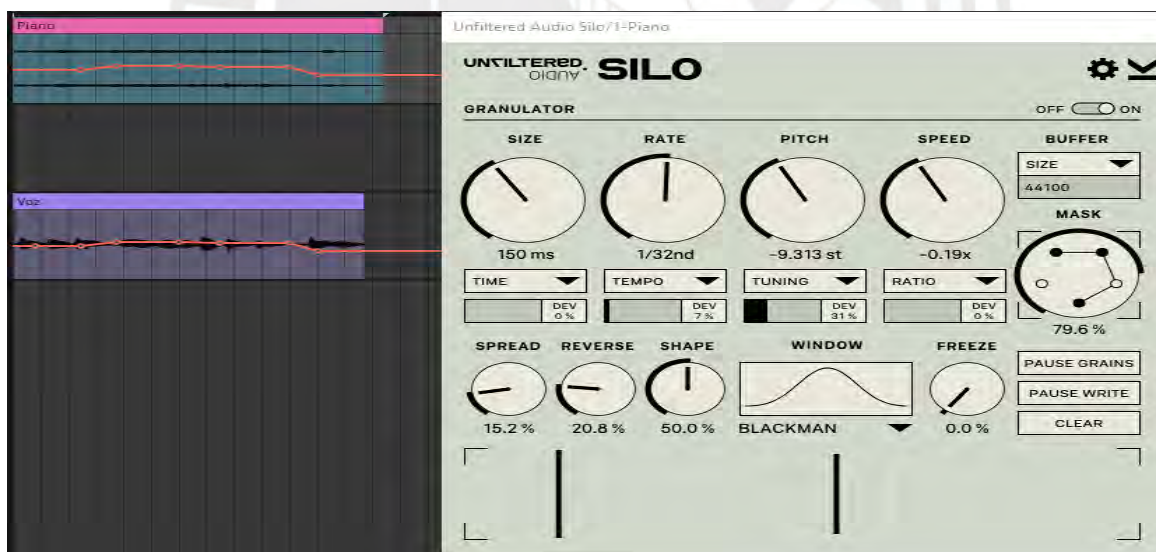 Piano
Voz
Unfiltered Audio Silo/1-Piano
UNFILTERED AUDIO. SILO
GRANULATOR
OFF ON
SIZE RATE PITCH SPEED BUFFER
SIZE
44100
MASK
150 ms 1/32nd -9.313 st -0.19x
TIME TEMPO TUNING RATIO
DEV 0 % DEV 7 % DEV 31 % DEV 0 %
79.6 %
SPREAD REVERSE SHAPE WINDOW FREEZE
PAUSE GRAINS
PAUSE WRITE
CLEAR
15.2 % 20.8 % 50.0 % BLACKMAN 0.0 %